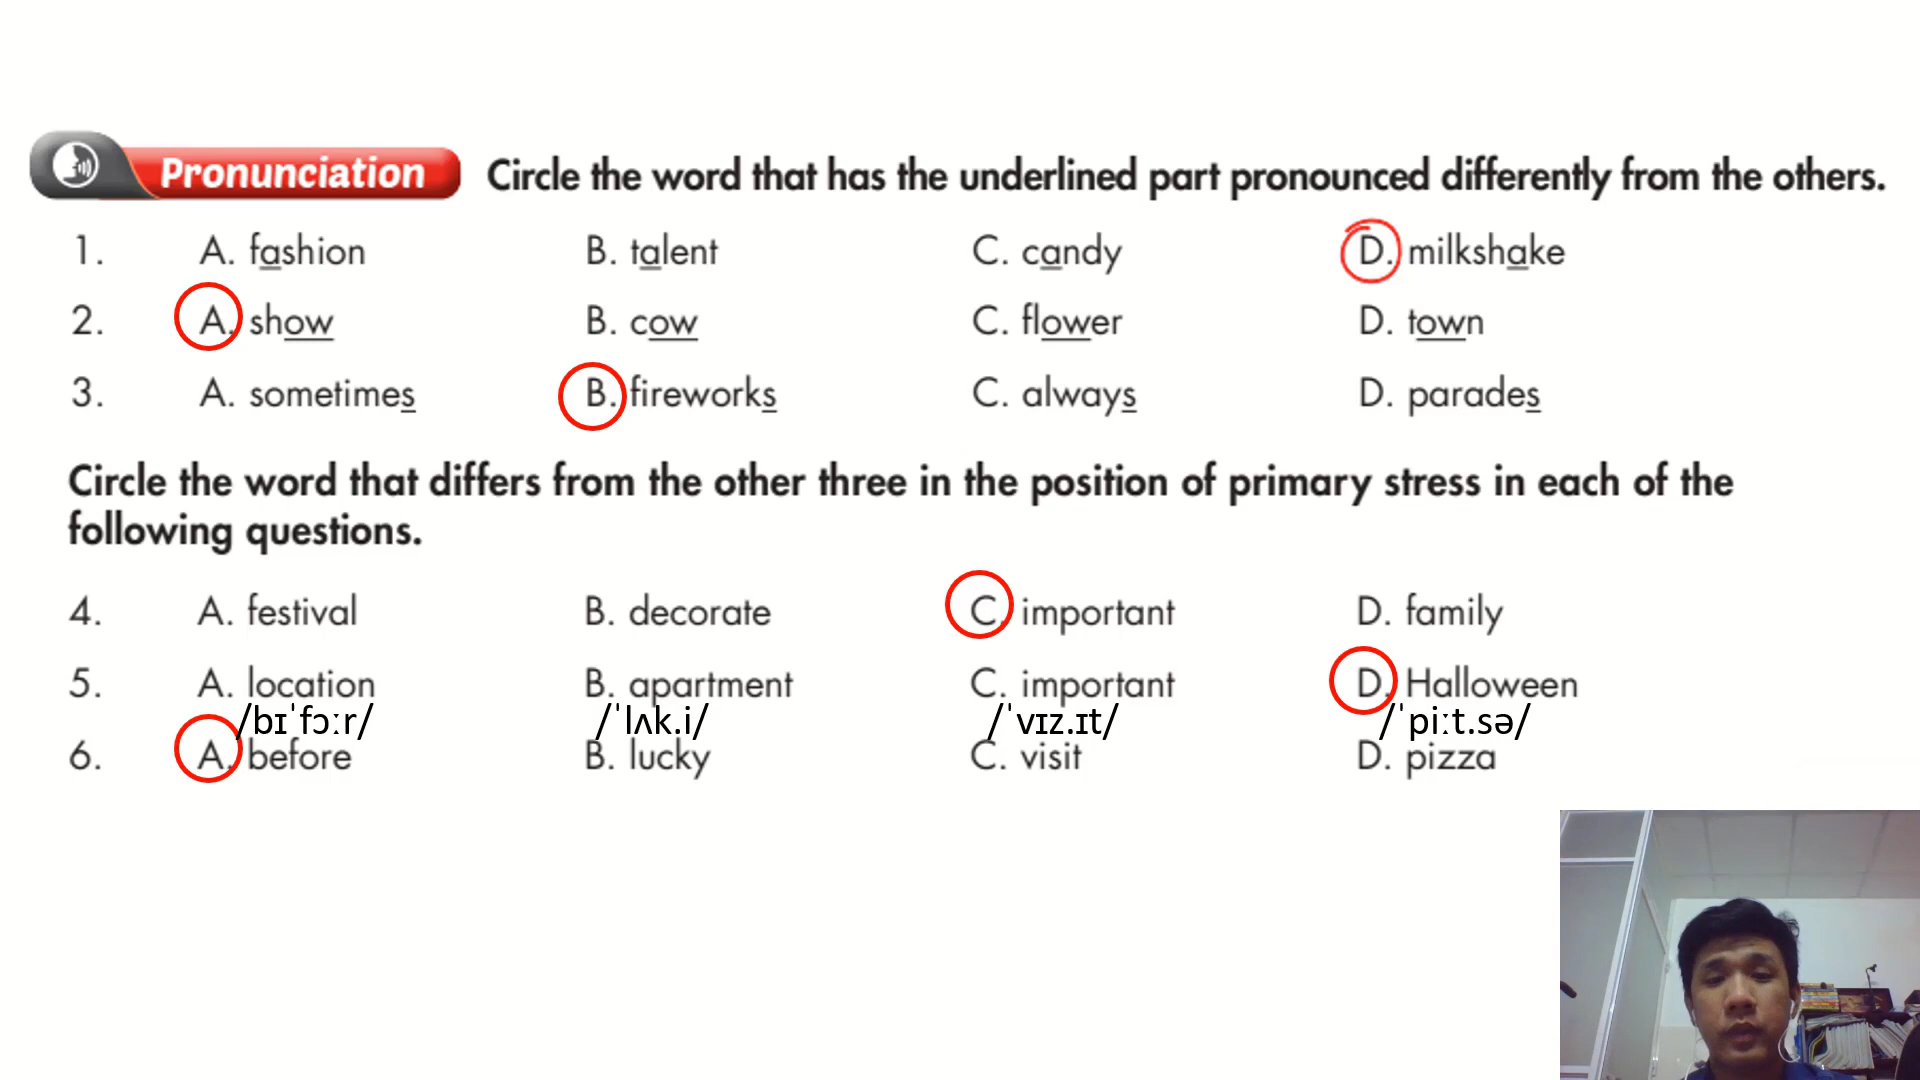 Pronunciation Circle the word that has the underlined part pronounced differently from the others.
1. A. fashion B. talent C. candy D. milkshake
2. A. show B. cow C. flower D. town
3. A. sometimes B. fireworks C. always D. parades
Circle the word that differs from the other three in the position of primary stress in each of the
following questions.
4. A. festival B. decorate C. important D. family
5. A. location B. apartment C. important D. Halloween
/bɪˈfɔːr/ /ˈlʌk.i/ /ˈvɪz.ɪt/ /ˈpiːt.sə/
6. A. before B. lucky C. visit D. pizza